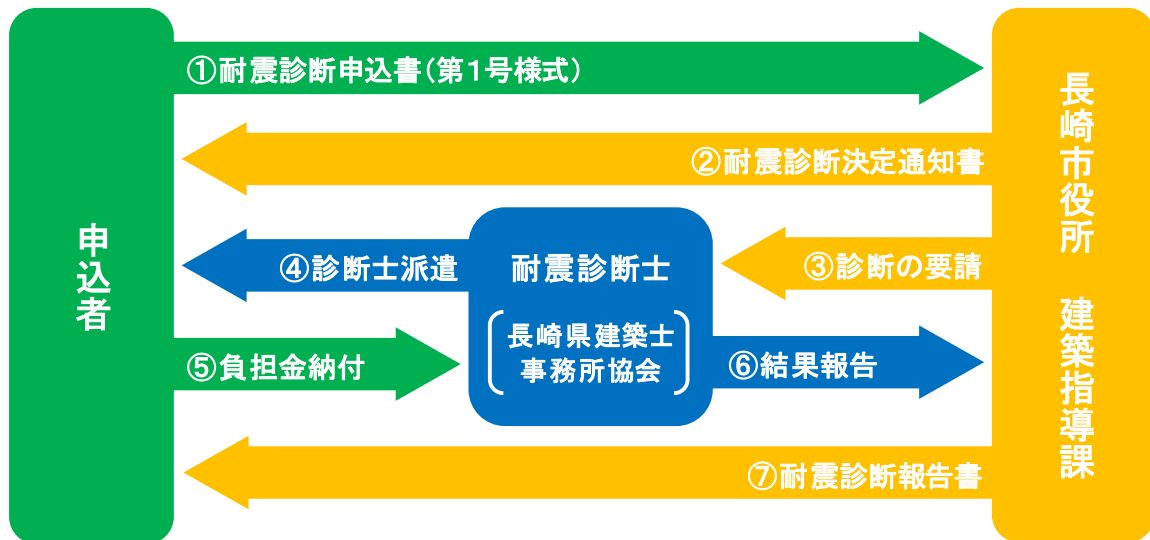 ①耐震診断申込書（第１号様式）
②耐震診断決定通知書
申込者
④診断士派遣
耐震診断士
長崎県建築士
事務所協会
③診断の要請
⑤負担金納付
⑥結果報告
⑦耐震診断報告書
長崎市役所　建築指導課